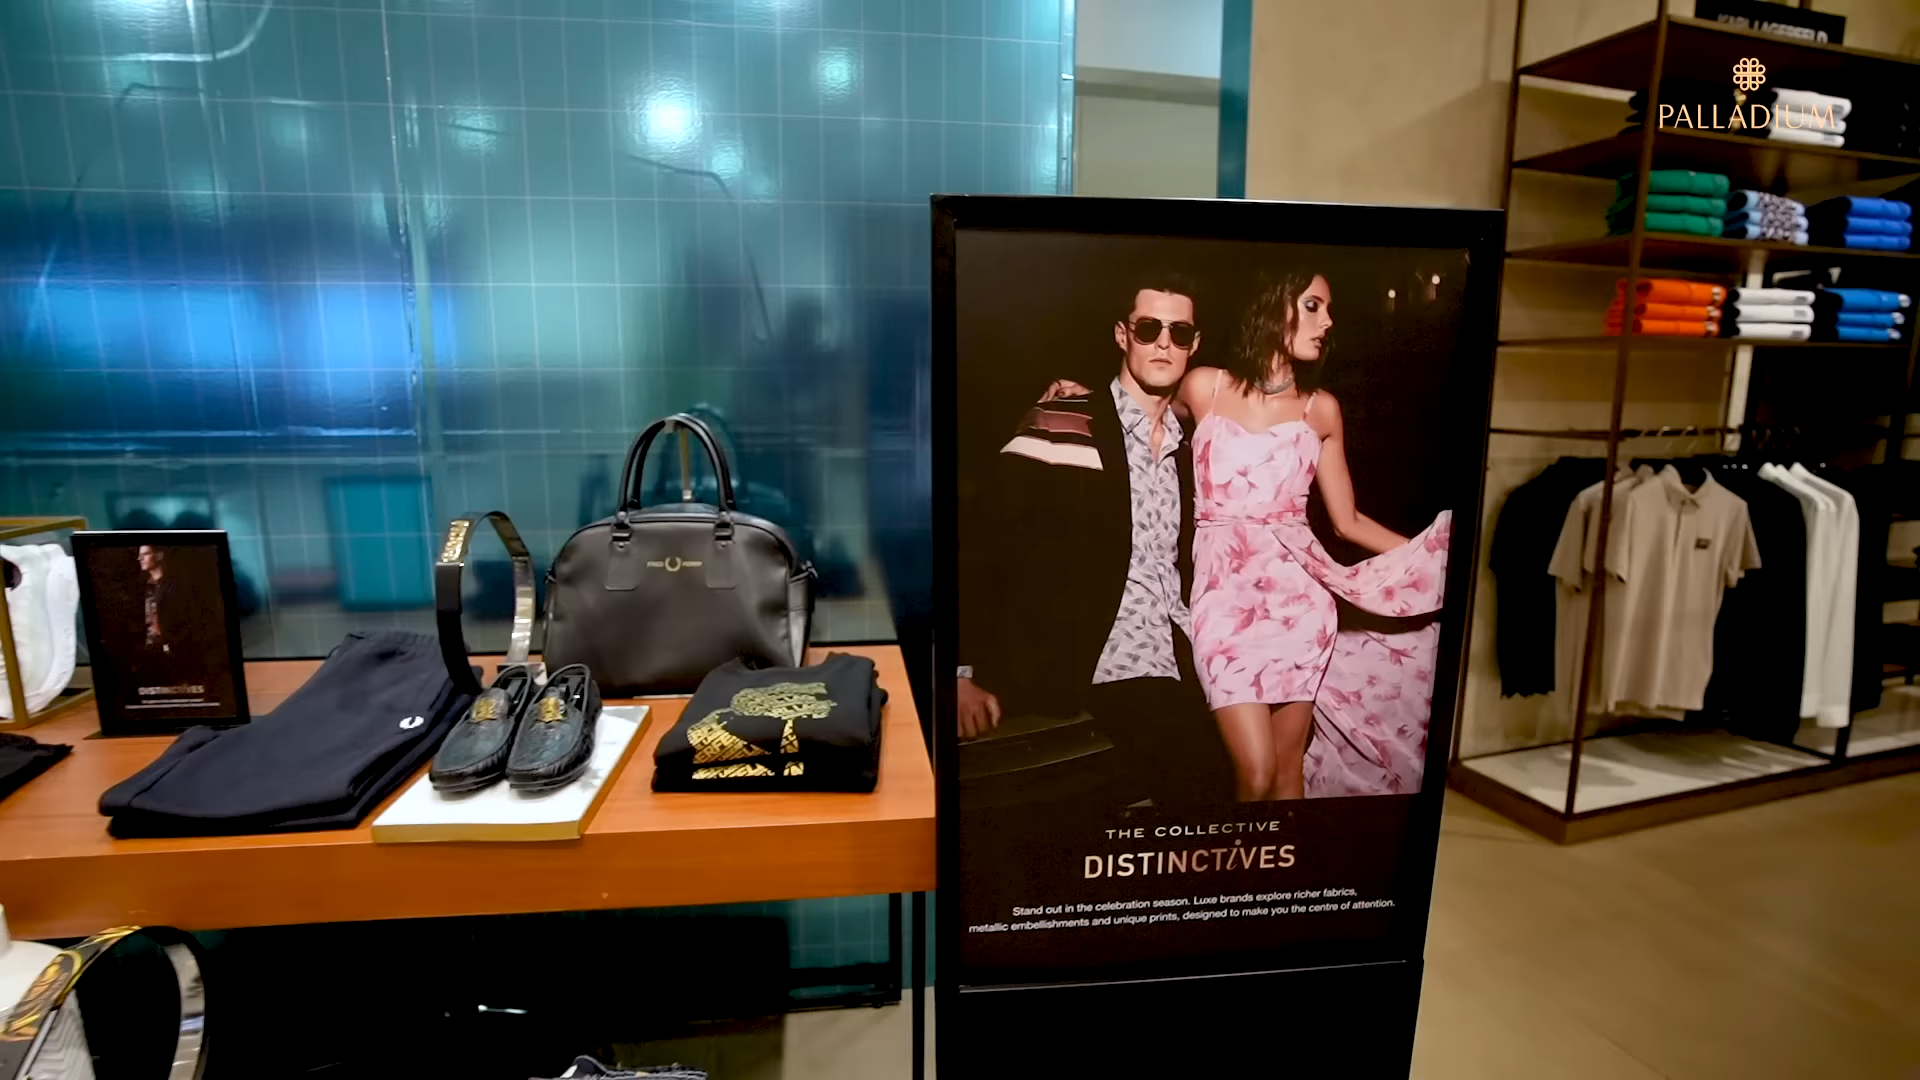 KARL LAGERFELD
PALLADIUM
FRED PERRY
DISTINCTiVES
THE COLLECTIVE
DISTINCTiVES
Stand out in the celebration season. Luxe brands explore richer fabrics,
metallic embellishments and unique prints, designed to make you the centre of attention.